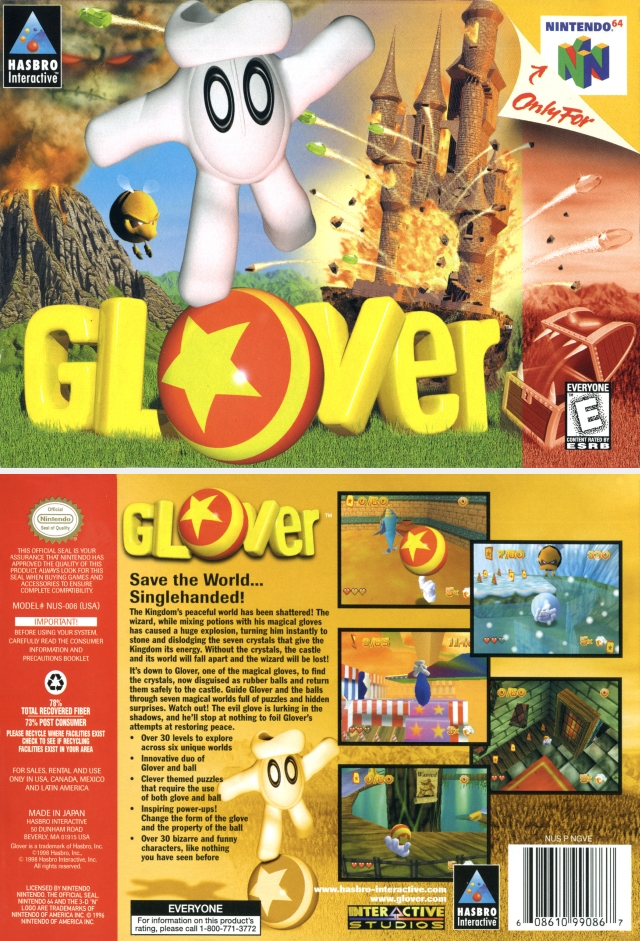 HASBRO
Interactive™
NINTENDO.64
Only For
GLOVER™
EVERYONE
E
CONTENT RATED BY
ESRB
Official
Nintendo
Seal of Quality
THIS OFFICIAL SEAL IS YOUR
ASSURANCE THAT NINTENDO HAS
APPROVED THE QUALITY OF THIS
PRODUCT. ALWAYS LOOK FOR THIS
SEAL WHEN BUYING GAMES AND
ACCESSORIES TO ENSURE
COMPLETE COMPATIBILITY.
MODEL# NUS-006 (USA)
IMPORTANT!
BEFORE USING YOUR SYSTEM,
CAREFULLY READ THE CONSUMER
INFORMATION AND
PRECAUTIONS BOOKLET.
78%
TOTAL RECOVERED FIBER
73% POST CONSUMER
PLEASE RECYCLE WHERE FACILITIES EXIST
CHECK TO SEE IF RECYCLING
FACILITIES EXIST IN YOUR AREA
FOR SALES, RENTAL AND USE
ONLY IN USA, CANADA, MEXICO
AND LATIN AMERICA
MADE IN JAPAN
HASBRO INTERACTIVE
50 DUNHAM ROAD
BEVERLY, MA 01915 USA
Glover is a trademark of Hasbro, Inc.
©1998 Hasbro, Inc.
© 1998 Hasbro Interactive, Inc.
All rights reserved.
LICENSED BY NINTENDO
NINTENDO, THE OFFICIAL SEAL,
NINTENDO 64 AND THE 3-D "N"
LOGO ARE TRADEMARKS OF
NINTENDO OF AMERICA INC. © 1996
NINTENDO OF AMERICA INC.
GLOVER™
Save the World...
Singlehanded!
The Kingdom's peaceful world has been shattered! The
wizard, while mixing potions with his magical gloves
has caused a huge explosion, turning him instantly to
stone and dislodging the seven crystals that give the
Kingdom its energy. Without the crystals, the castle
and its world will fall apart and the wizard will be lost!
It's down to Glover, one of the magical gloves, to find
the crystals, now disguised as rubber balls and return
them safely to the castle. Guide Glover and the balls
through seven magical worlds full of puzzles and hidden
surprises. Watch out! The evil glove is lurking in the
shadows, and he'll stop at nothing to foil Glover's
attempts at restoring peace.
• Over 30 levels to explore
across six unique worlds
• Innovative duo of
Glover and ball
• Clever themed puzzles
that require the use
of both glove and ball
• Inspiring power-ups!
Change the form of the glove
and the property of the ball
• Over 30 bizarre and funny
characters, like nothing
you have seen before
EVERYONE
For information on this product's
rating, please call 1-800-771-3772
Wanted
www.hasbro-interactive.com
www.glover.com
INTERACTIVE
STUDIOS
HASBRO
Interactive
NUS P NGVE
6 08610 99086 7